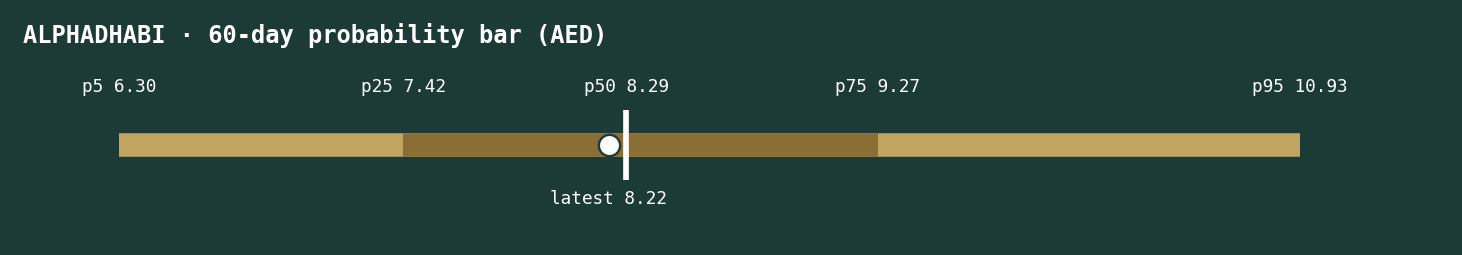 ALPHADHABI · 60-day probability bar (AED)
p5 6.30 p25 7.42 p50 8.29 p75 9.27 p95 10.93
latest 8.22